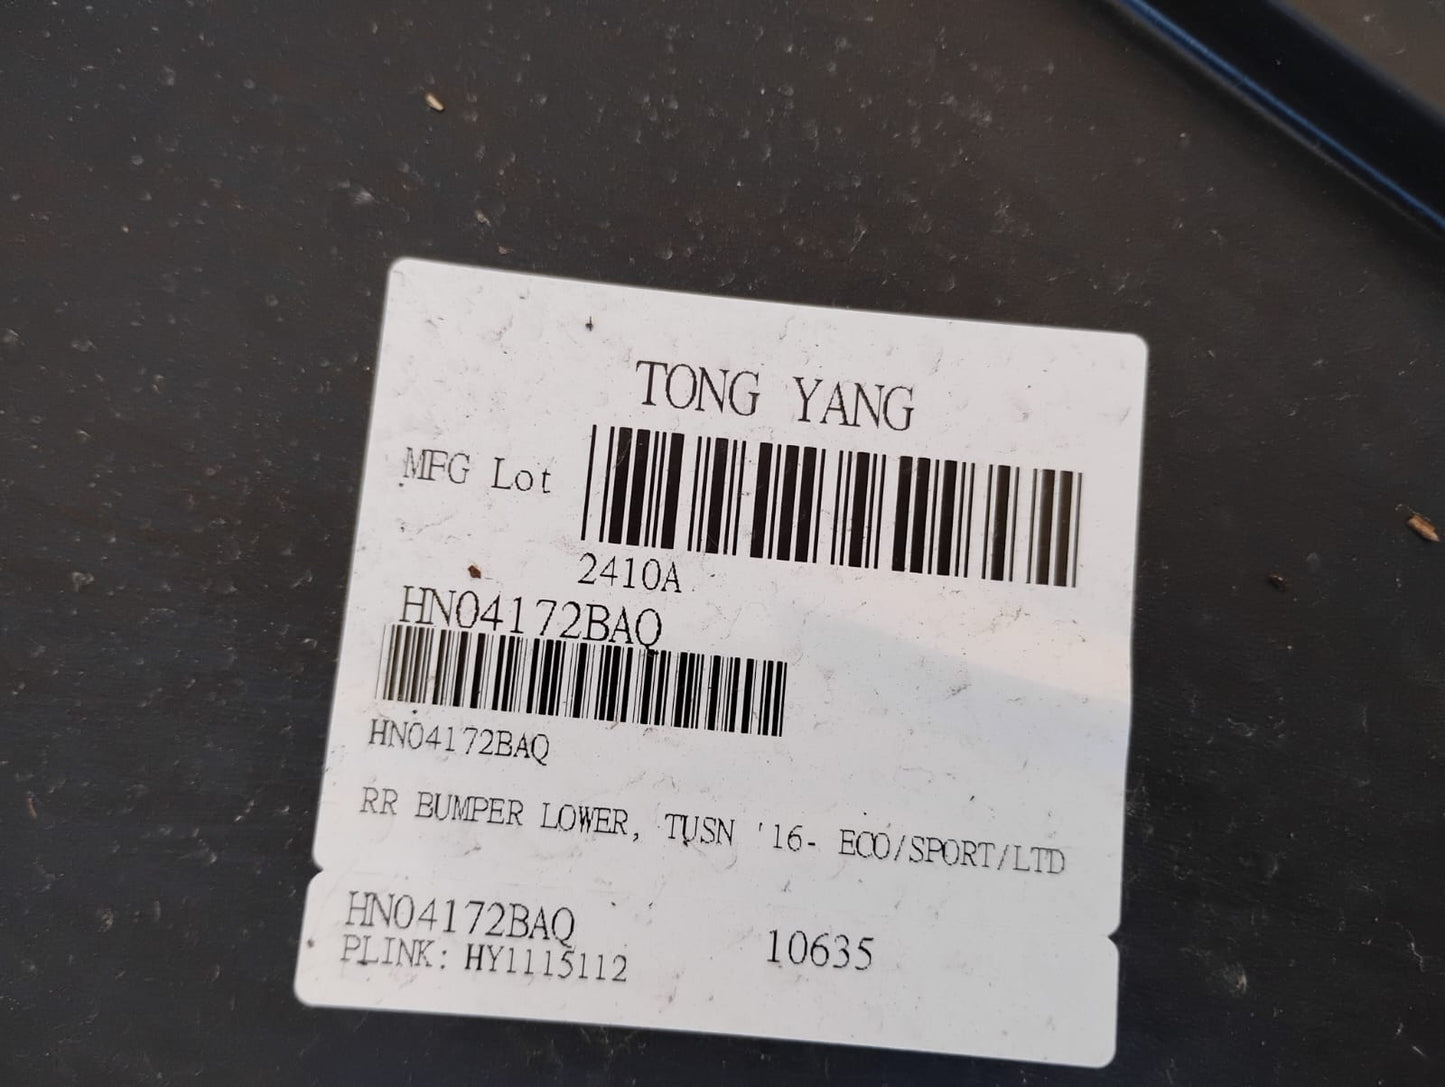 TONG YANG
MFG Lot
2410A
HN04172BAQ
HN04172BAQ
RR BUMPER LOWER, TUSN '16- ECO/SPORT/LTD
HN04172BAQ 10635
PLINK: HY1115112